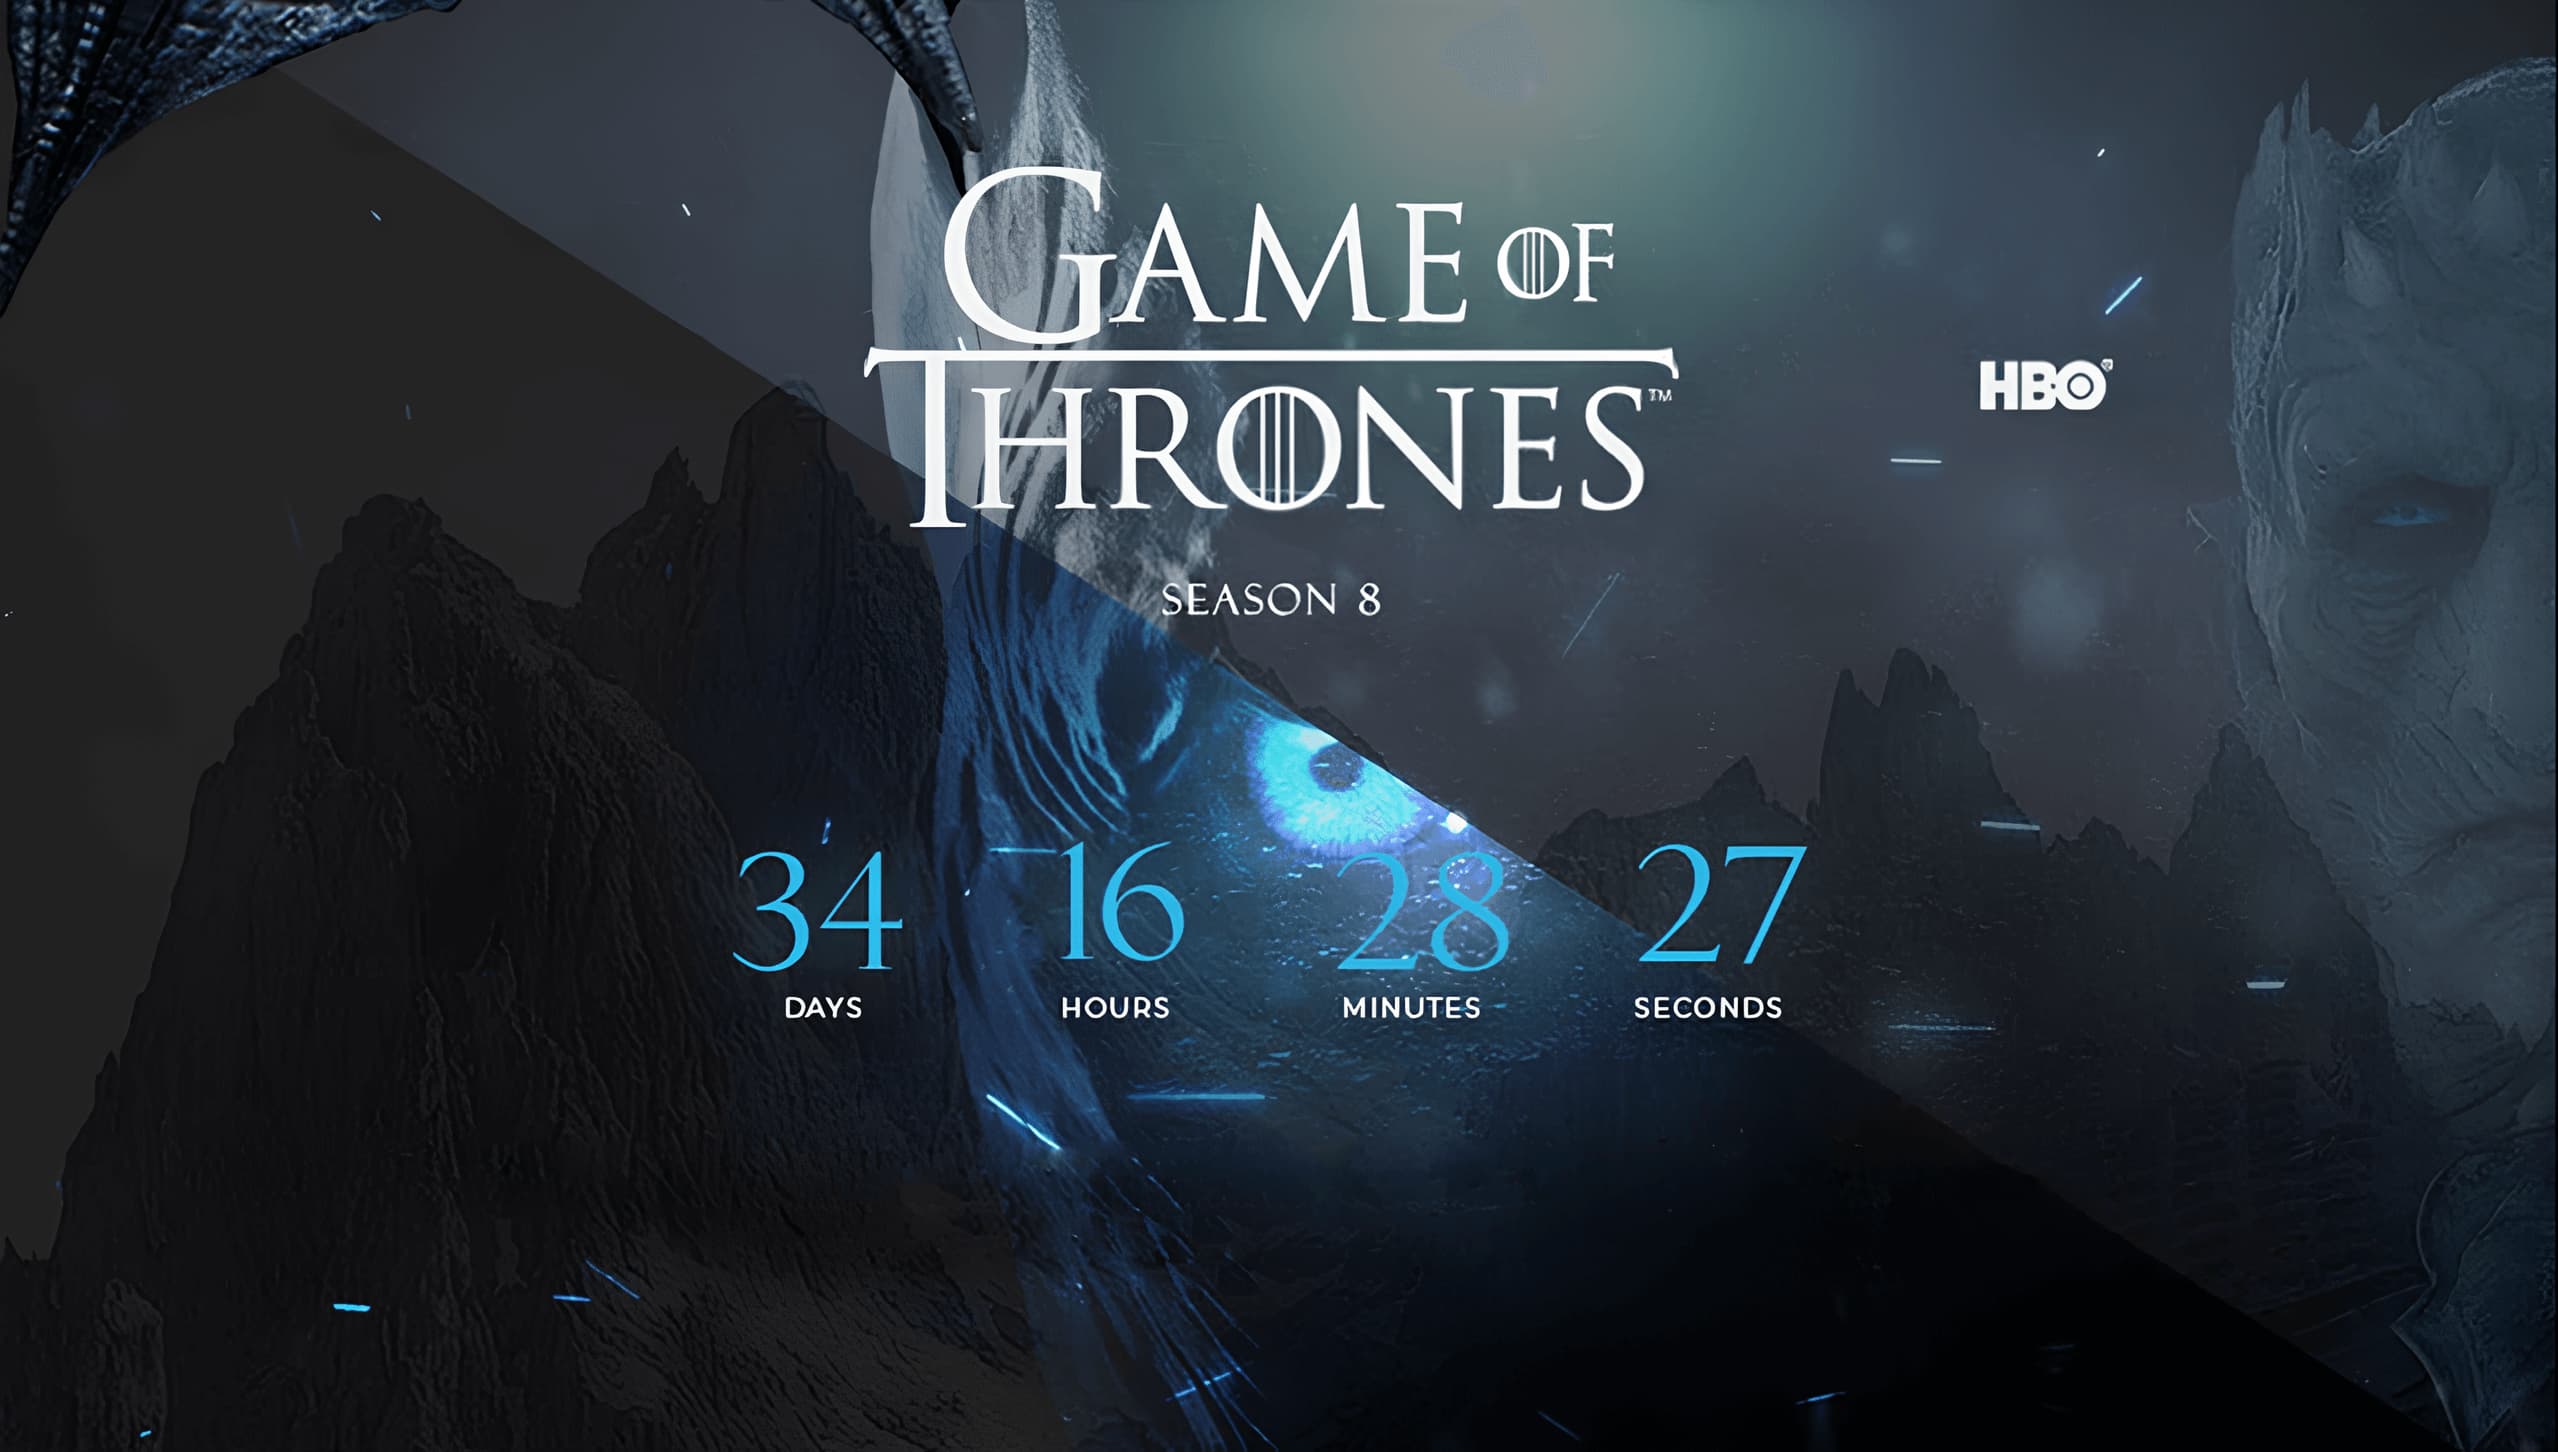 GAME OF
THRONES™
HBO®
SEASON 8
34 16 28 27
DAYS HOURS MINUTES SECONDS